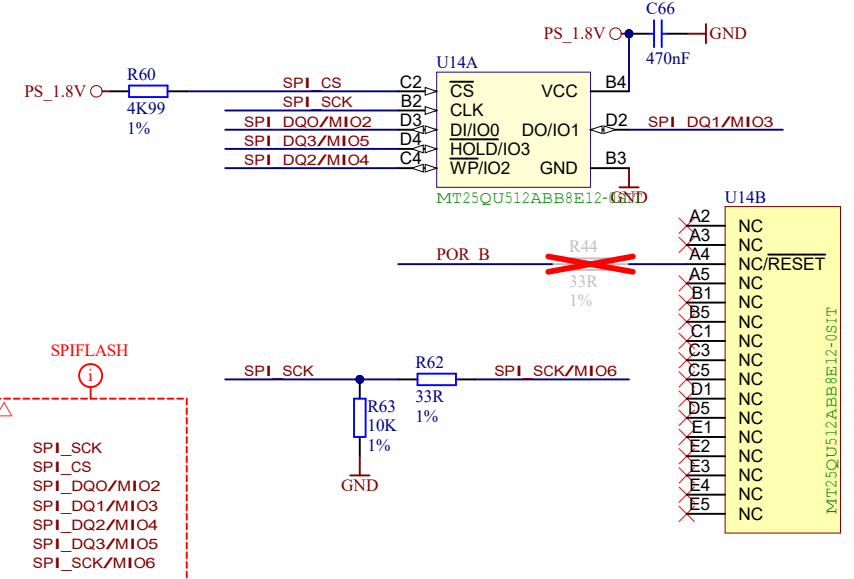 C66
PS_1.8V
GND
470nF
U14A
R60
PS_1.8V
4K99
1%
SPI_CS
C2
CS
VCC
B4
SPI_SCK
B2
CLK
SPI_DQ0/MIO2
D3
DI/IO0
DO/IO1
D2
SPI_DQ1/MIO3
SPI_DQ3/MIO5
D4
HOLD/IO3
SPI_DQ2/MIO4
C4
WP/IO2
GND
B3
MT25QU512ABB8E12-0SIT
GND
U14B
A2
NC
A3
NC
POR_B
R44
33R
1%
A4
NC/RESET
A5
NC
B1
NC
B5
NC
C1
NC
C3
NC
C5
NC
D1
NC
D5
NC
E1
NC
E2
NC
E3
NC
E4
NC
E5
NC
MT25QU512ABB8E12-0SIT
SPI_SCK
R62
33R
1%
SPI_SCK/MIO6
R63
10K
1%
GND
SPIFLASH
i
SPI_SCK
SPI_CS
SPI_DQ0/MIO2
SPI_DQ1/MIO3
SPI_DQ2/MIO4
SPI_DQ3/MIO5
SPI_SCK/MIO6